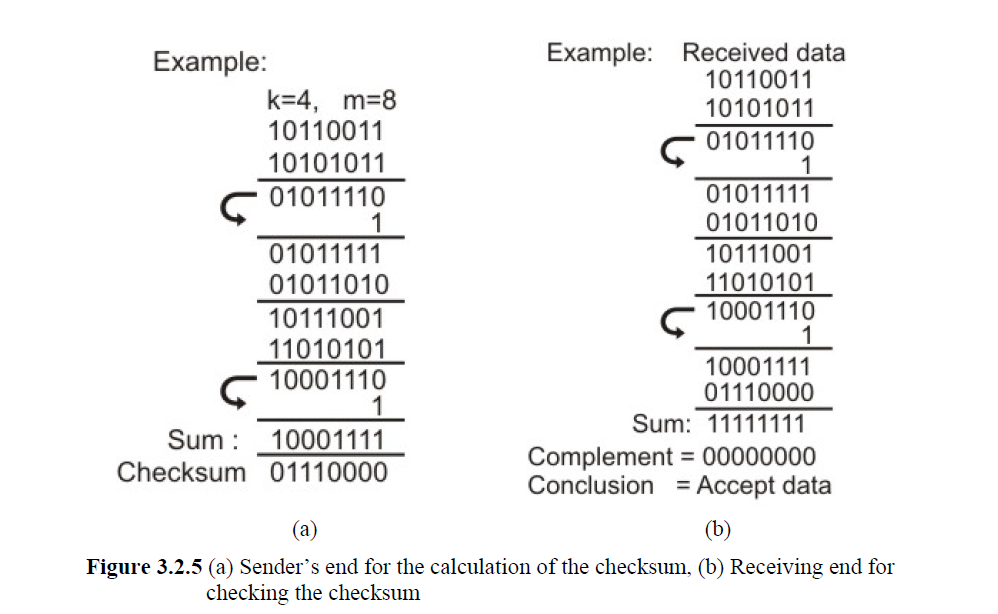 Example:
k=4, m=8
10110011
10101011
01011110
1
01011111
01011010
10111001
11010101
10001110
1
Sum : 10001111
Checksum 01110000
(a)
Example: Received data
10110011
10101011
01011110
1
01011111
01011010
10111001
11010101
10001110
1
10001111
01110000
Sum: 11111111
Complement = 00000000
Conclusion = Accept data
(b)
Figure 3.2.5 (a) Sender’s end for the calculation of the checksum, (b) Receiving end for
checking the checksum